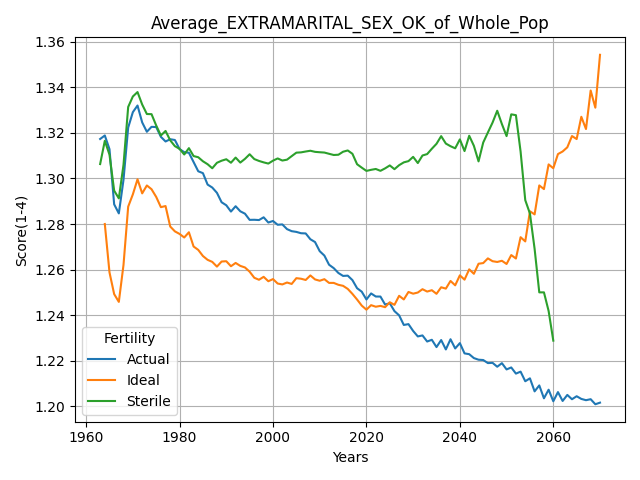 Average_EXTRAMARITAL_SEX_OK_of_Whole_Pop
Score(1-4)
1.36
1.34
1.32
1.30
1.28
1.26
1.24
1.22
1.20
Fertility
Actual
Ideal
Sterile
1960
1980
2000
2020
2040
2060
Years